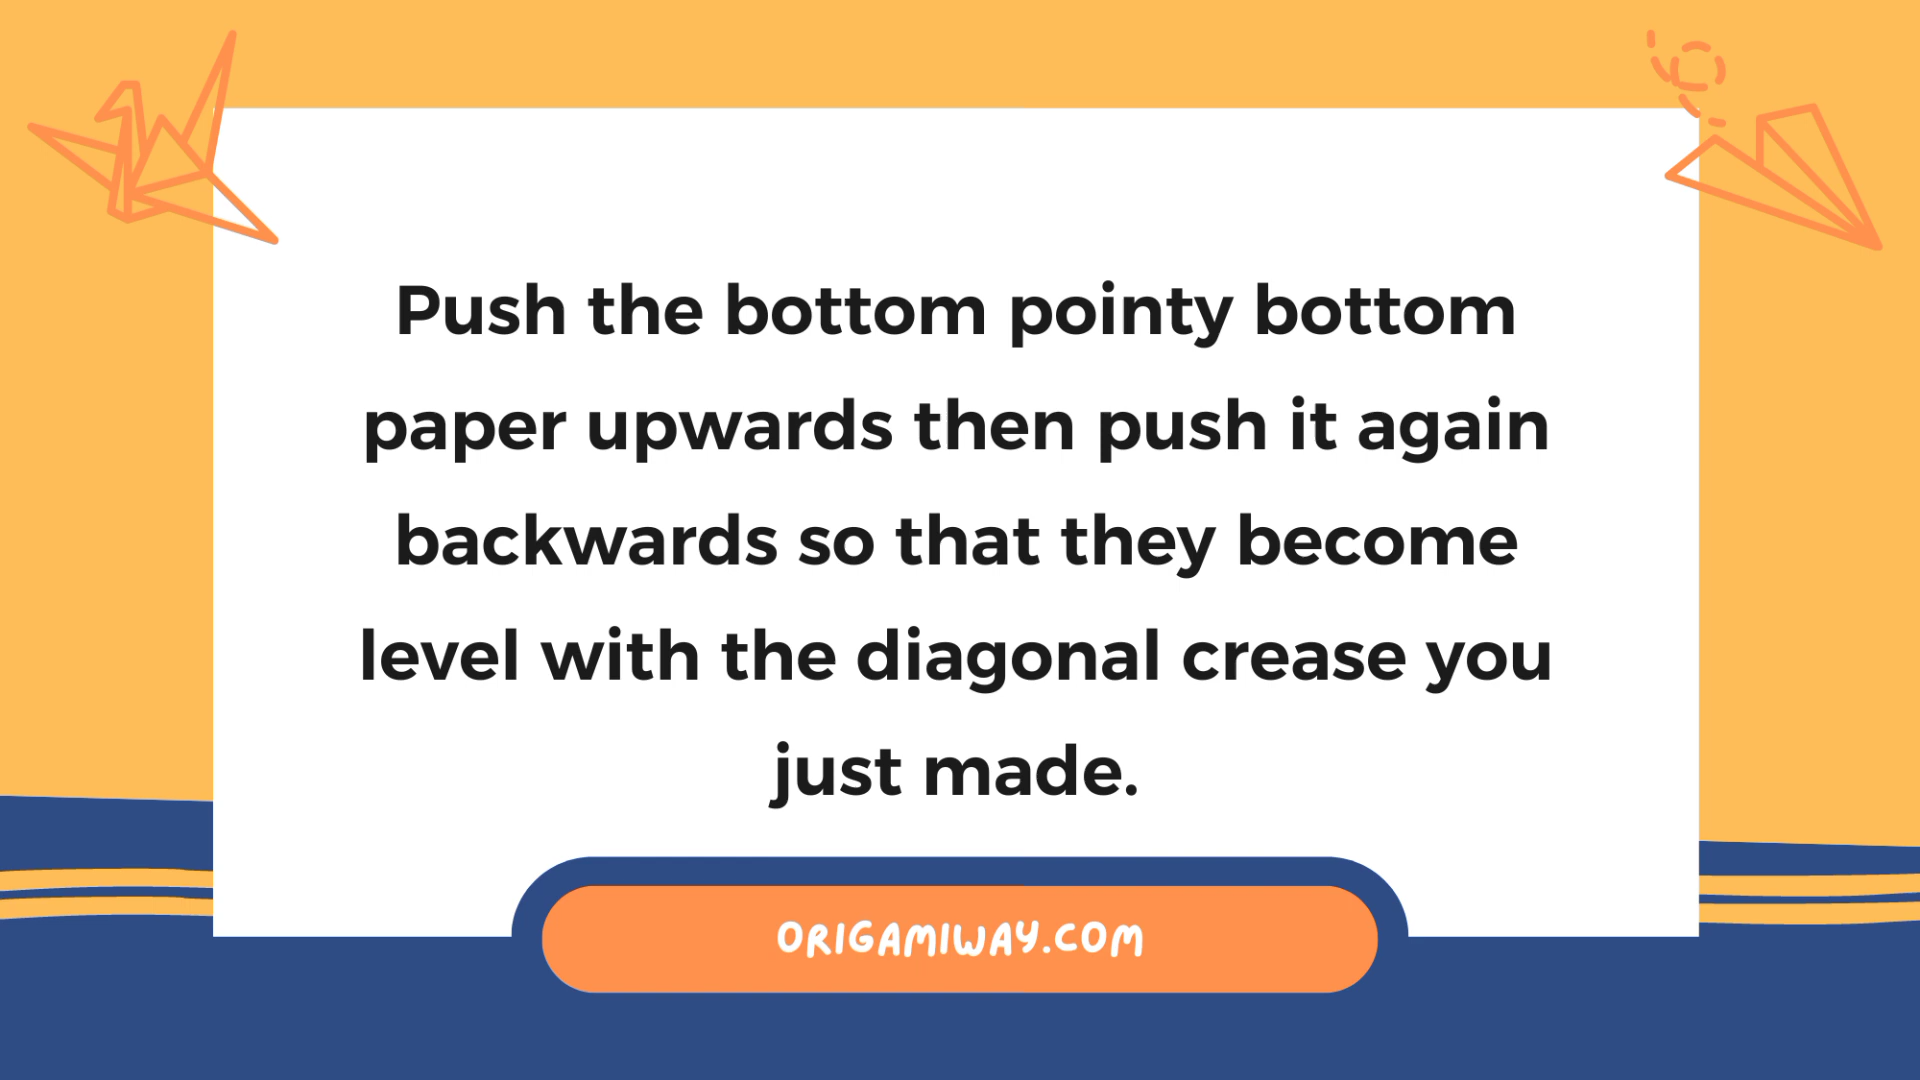 Push the bottom pointy bottom
paper upwards then push it again
backwards so that they become
level with the diagonal crease you
just made.
ORIGAMIWAY.COM